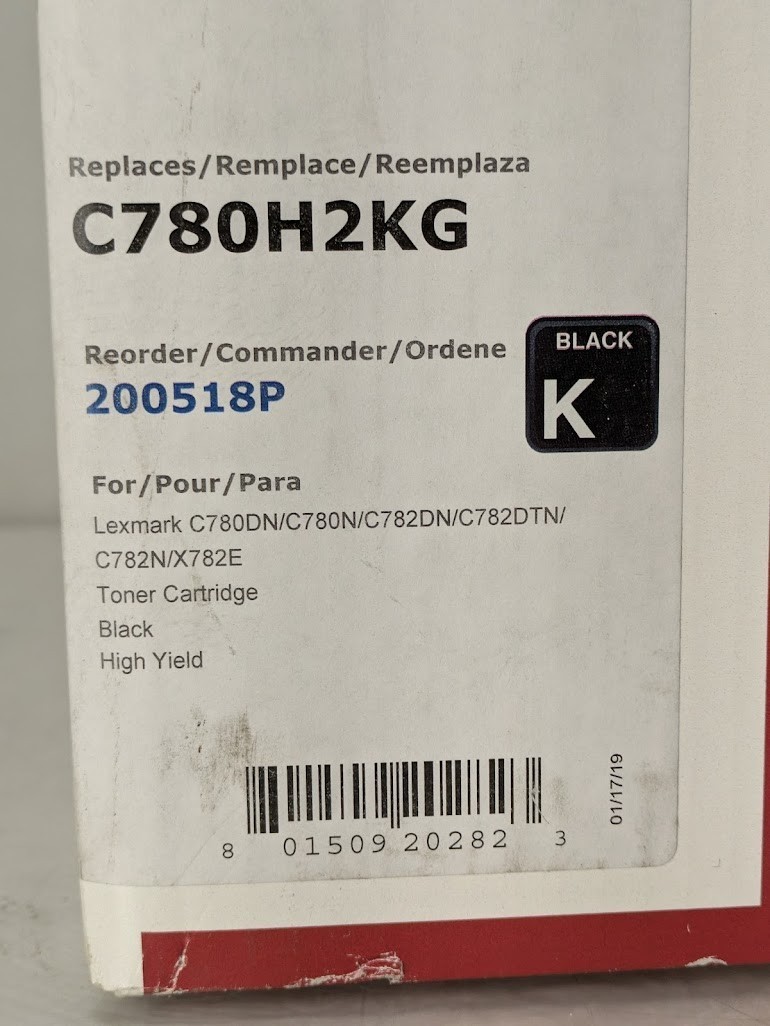 Replaces/Remplace/Reemplaza
C780H2KG
Reorder/Commander/Ordene
200518P
BLACK
K
For/Pour/Para
Lexmark C780DN/C780N/C782DN/C782DTN/
C782N/X782E
Toner Cartridge
Black
High Yield
01/17/19
8 01509 20282 3